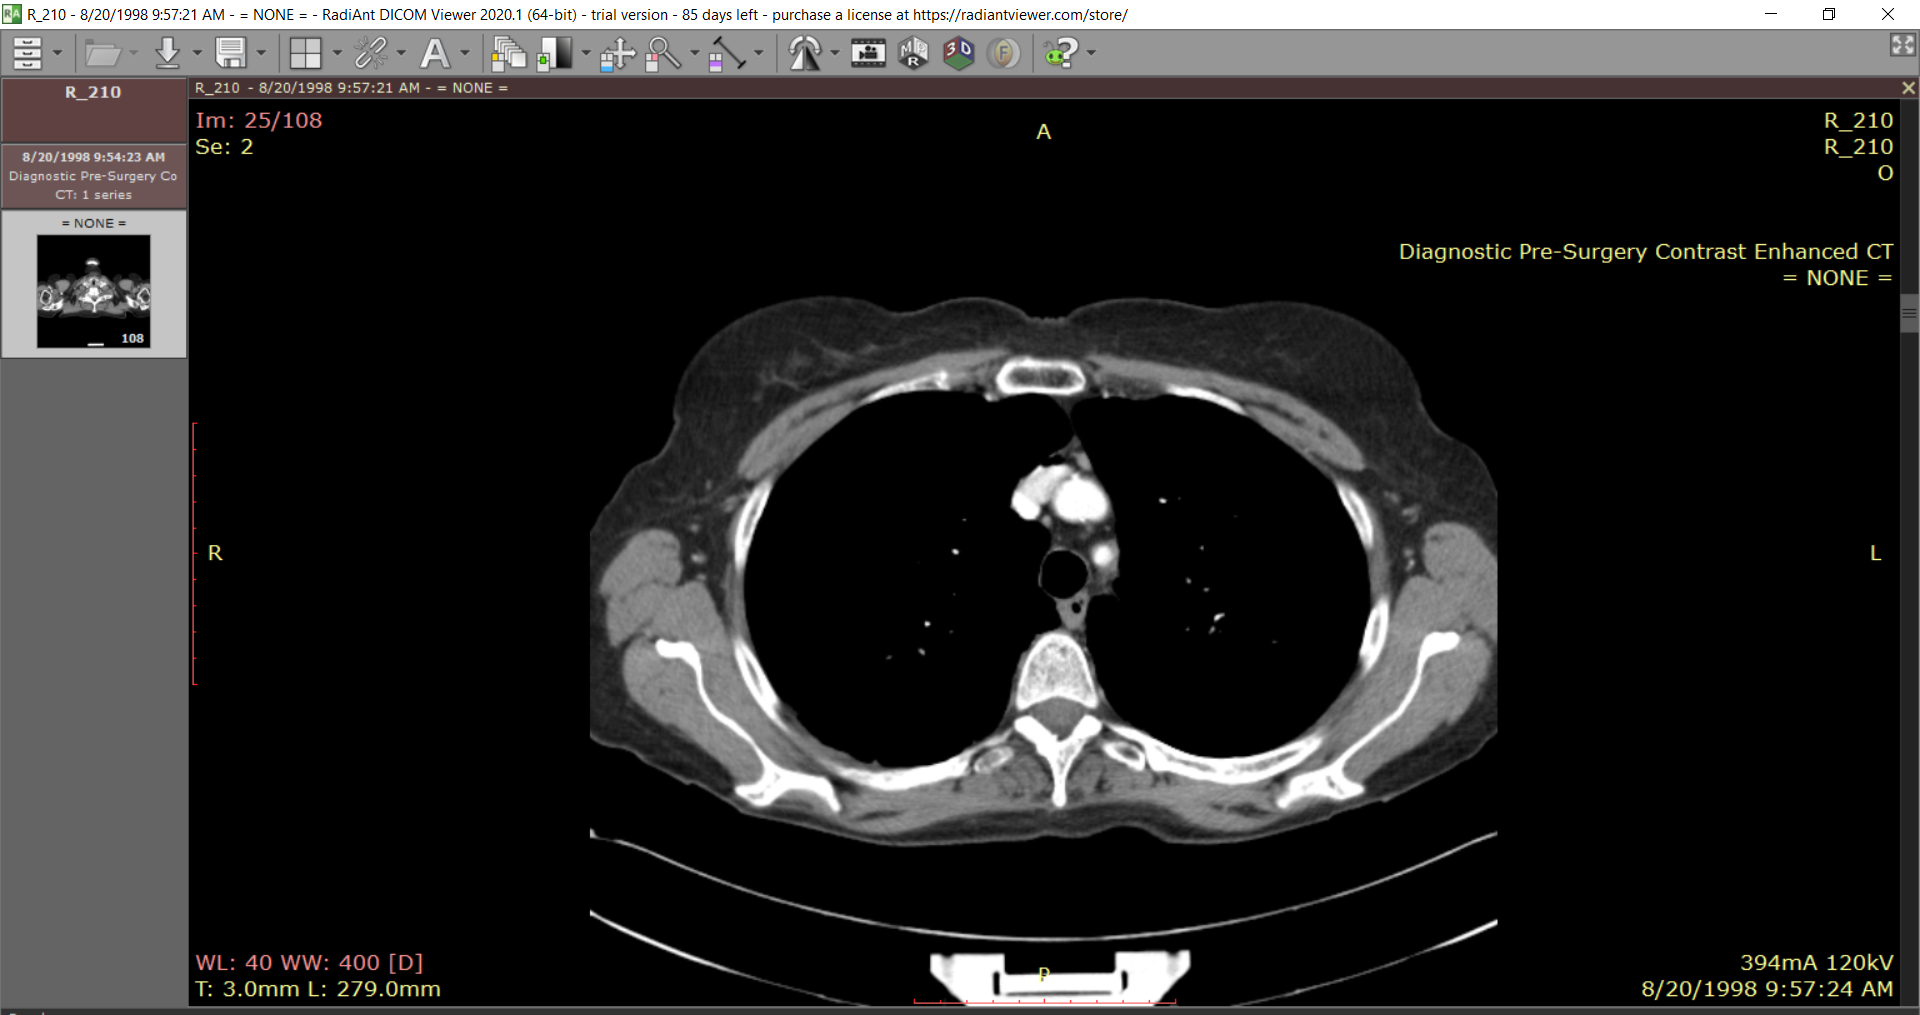 R_210 - 8/20/1998 9:57:21 AM - = NONE = - RadiAnt DICOM Viewer 2020.1 (64-bit) - trial version - 85 days left - purchase a license at https://radiantviewer.com/store/
R_210
8/20/1998 9:54:23 AM
Diagnostic Pre-Surgery Co
CT: 1 series
= NONE =
108
R_210 - 8/20/1998 9:57:21 AM - = NONE =
Im: 25/108
Se: 2
A
R_210
R_210
O
Diagnostic Pre-Surgery Contrast Enhanced CT
= NONE =
R
L
WL: 40 WW: 400 [D]
T: 3.0mm L: 279.0mm
P
394mA 120kV
8/20/1998 9:57:24 AM